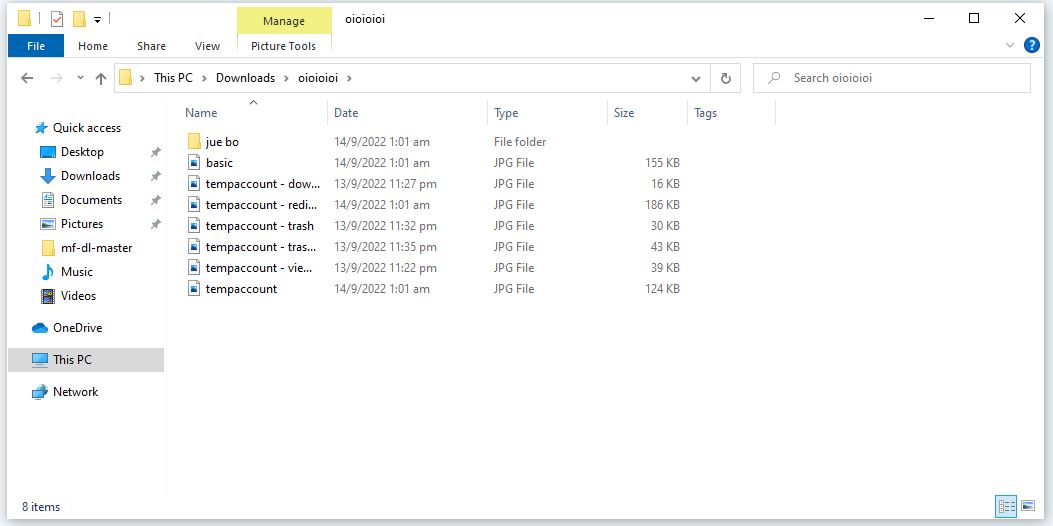 Manage oioioioi
File Home Share View Picture Tools
This PC Downloads oioioioi Search oioioioi
Name Date Type Size Tags
Quick access
Desktop
Downloads
Documents
Pictures
mf-dl-master
Music
Videos
OneDrive
This PC
Network
jue bo 14/9/2022 1:01 am File folder
basic 14/9/2022 1:01 am JPG File 155 KB
tempaccount - dow... 13/9/2022 11:27 pm JPG File 16 KB
tempaccount - redi... 14/9/2022 1:01 am JPG File 186 KB
tempaccount - trash 13/9/2022 11:32 pm JPG File 30 KB
tempaccount - tras... 13/9/2022 11:35 pm JPG File 43 KB
tempaccount - vie... 13/9/2022 11:22 pm JPG File 39 KB
tempaccount 14/9/2022 1:01 am JPG File 124 KB
8 items